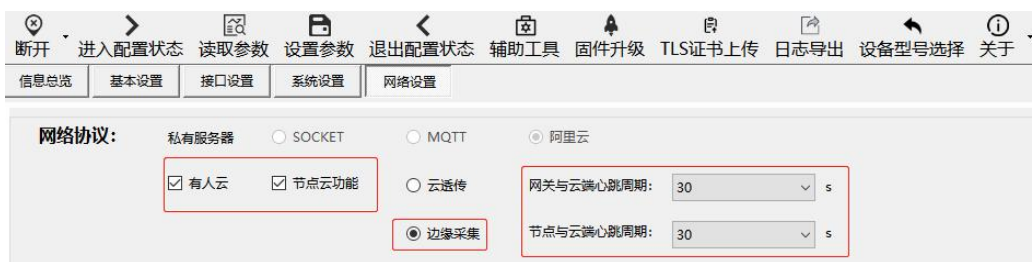 断开 进入配置状态 读取参数 设置参数 退出配置状态 辅助工具 固件升级 TLS证书上传 日志导出 设备型号选择 关于
信息总览 基本设置 接口设置 系统设置 网络设置
网络协议： 私有服务器 SOCKET MQTT 阿里云
有人云 节点云功能 云透传 网关与云端心跳周期： 30 s
边缘采集 节点与云端心跳周期： 30 s